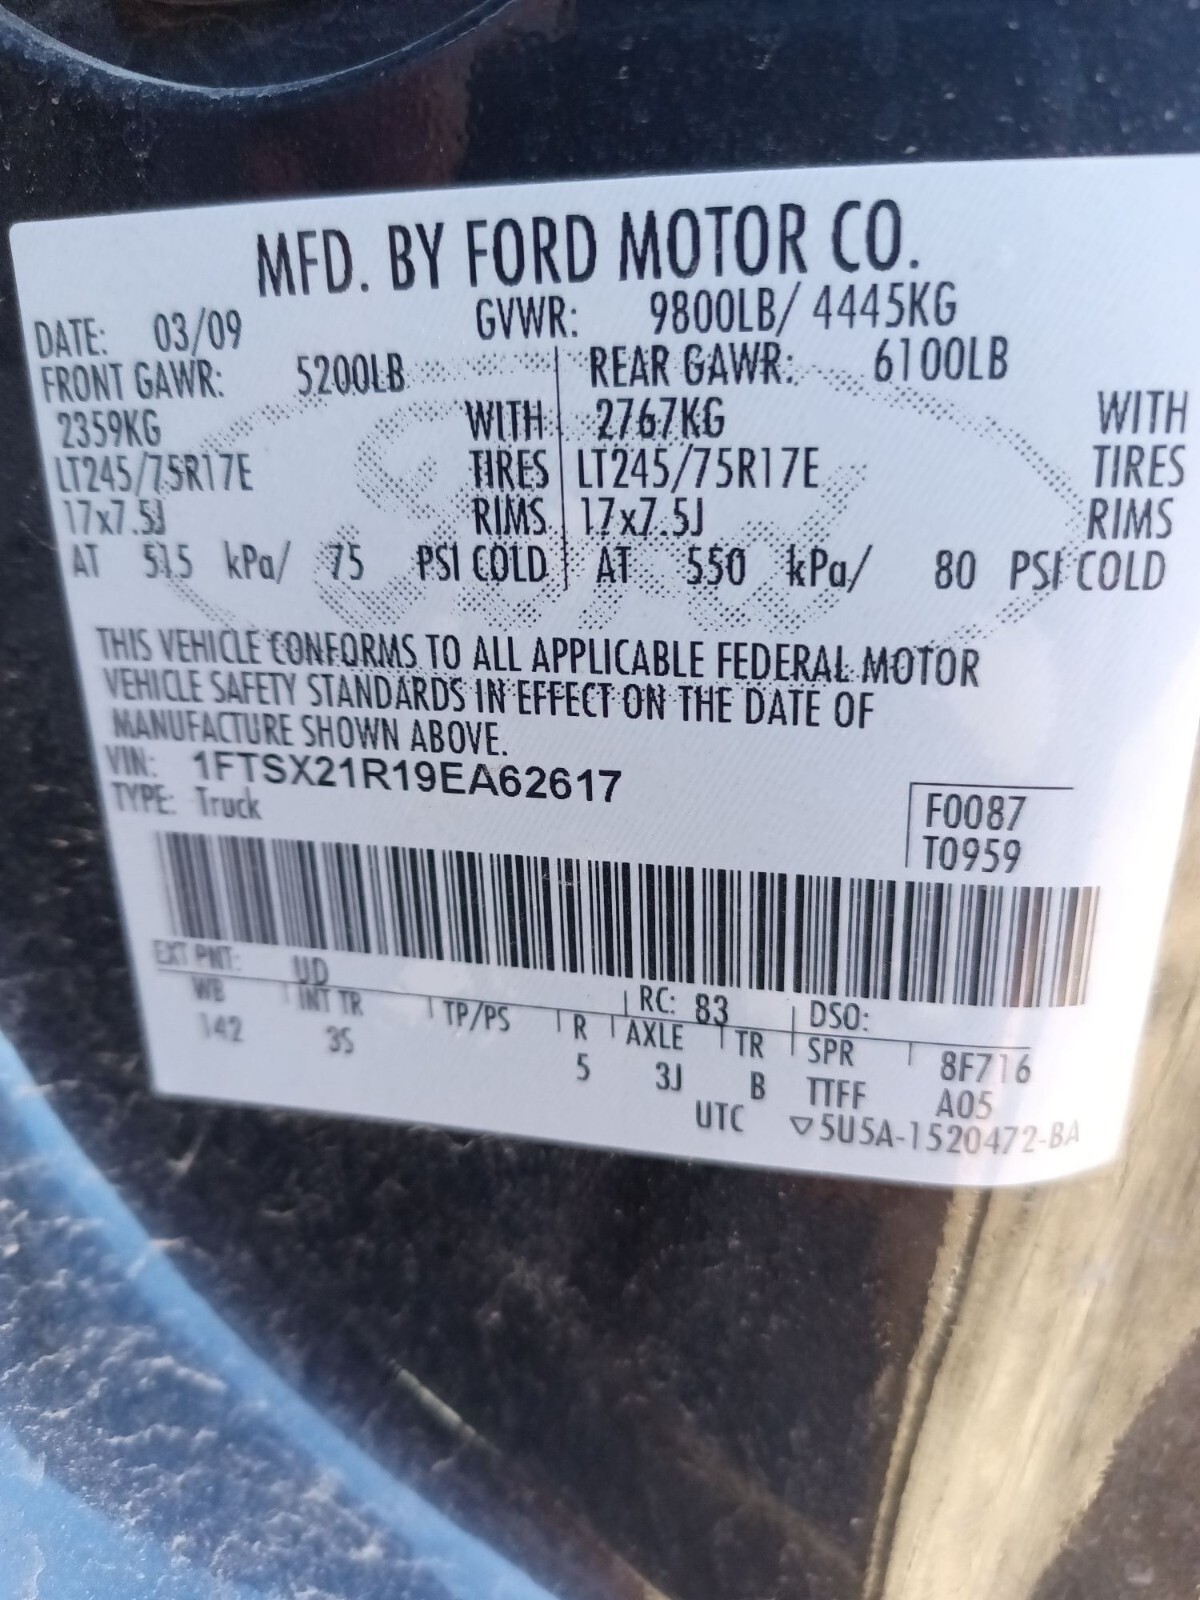 MFD. BY FORD MOTOR CO.
DATE: 03/09 GVWR: 9800LB/ 4445KG
FRONT GAWR: 5200LB REAR GAWR: 6100LB
2359KG WITH 2767KG WITH
LT245/75R17E TIRES LT245/75R17E TIRES
17x7.5J RIMS 17x7.5J RIMS
AT 515 kPa/ 75 PSI COLD AT 550 kPa/ 80 PSI COLD
THIS VEHICLE CONFORMS TO ALL APPLICABLE FEDERAL MOTOR
VEHICLE SAFETY STANDARDS IN EFFECT ON THE DATE OF
MANUFACTURE SHOWN ABOVE.
VIN: 1FTSX21R19EA62617
TYPE: Truck
F0087
T0959
EXT PNT: UD RC: 83 DSO:
WB INT TR TP/PS R AXLE TR SPR 8F716
142 3S 5 3J B TTFF A05
UTC ▽5U5A-1520472-BA